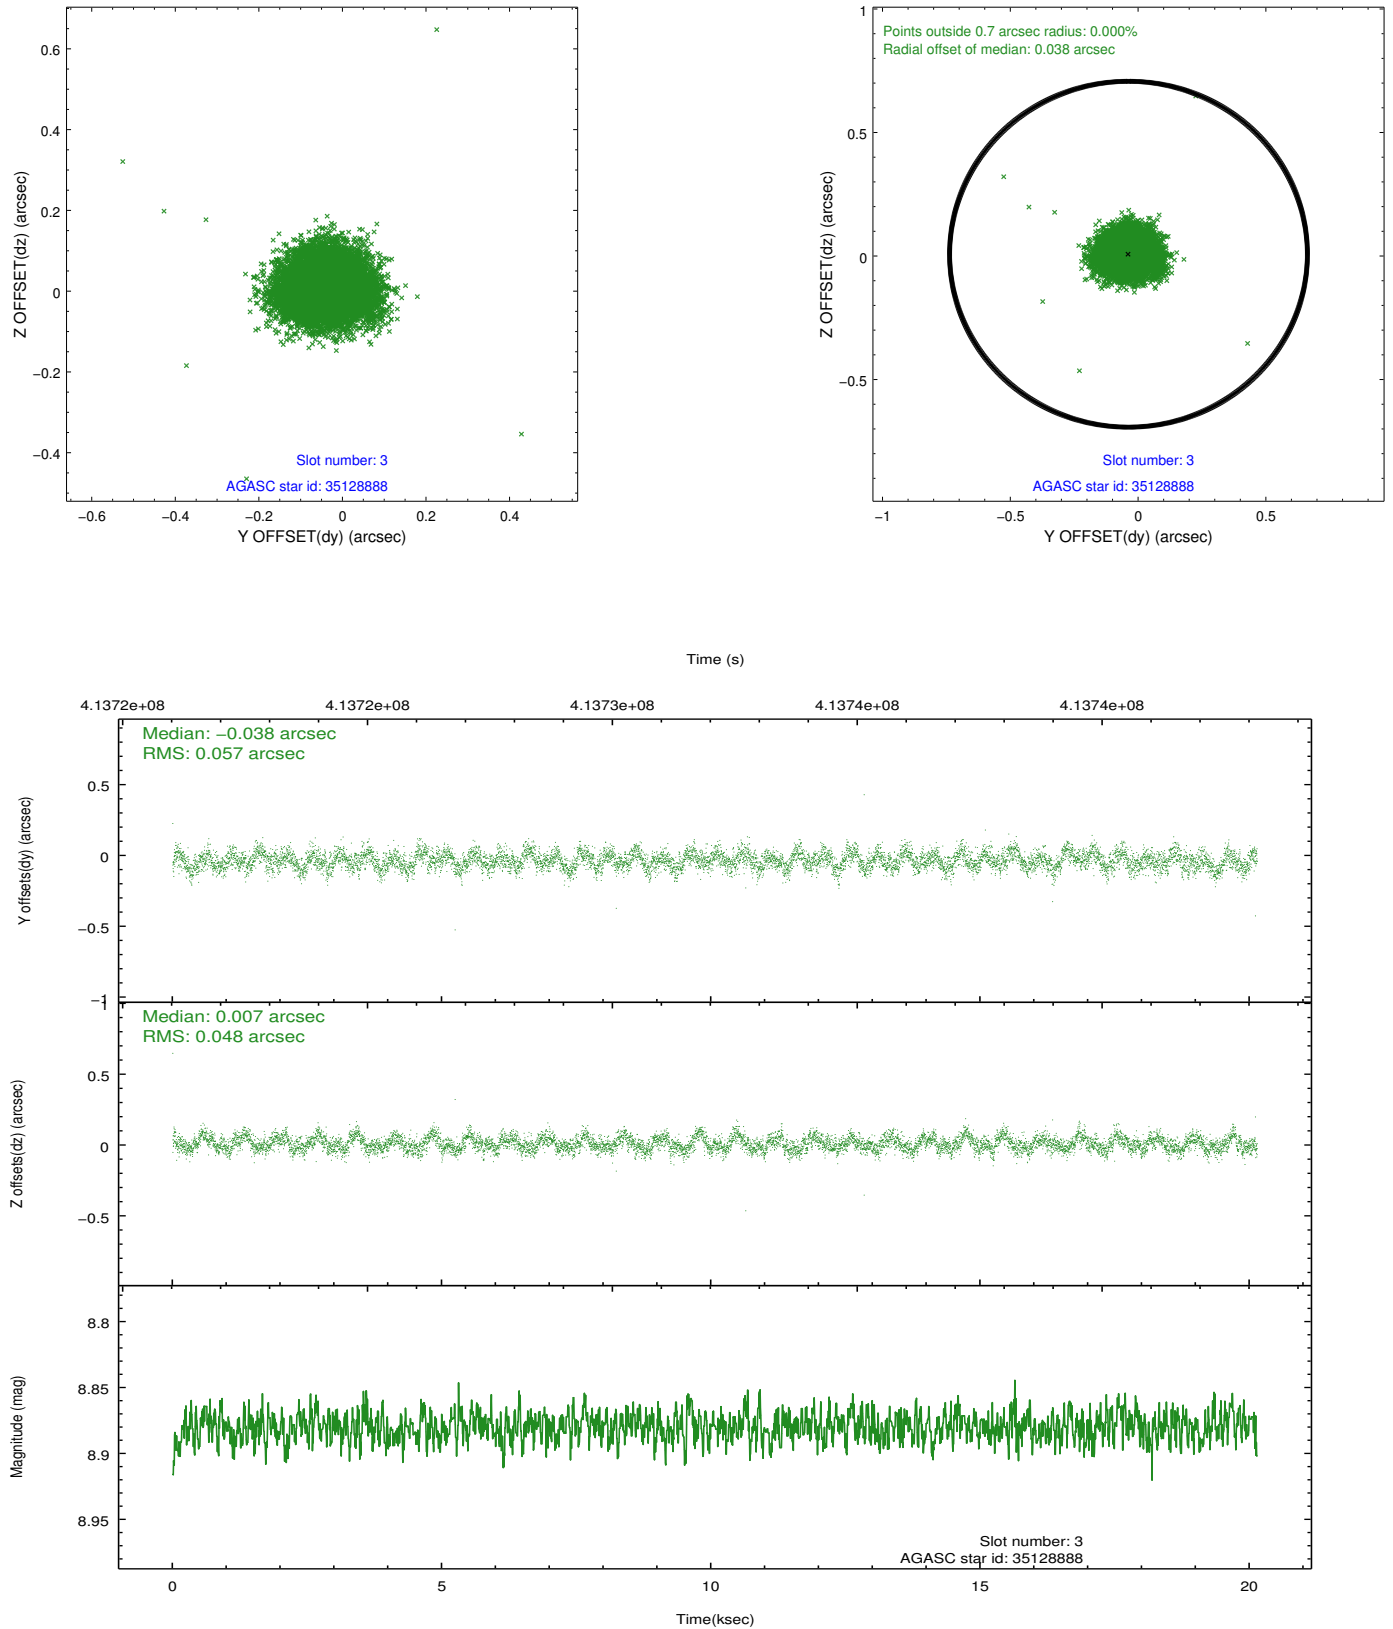 0.6
0.4
0.2
0
−0.2
−0.4
Z OFFSET(dz) (arcsec)
−0.6
−0.4
−0.2
0
0.2
0.4
Y OFFSET(dy) (arcsec)
Slot number: 3
AGASC star id: 35128888
1
0.5
0
−0.5
Z OFFSET(dz) (arcsec)
Points outside 0.7 arcsec radius: 0.000%
Radial offset of median: 0.038 arcsec
Slot number: 3
AGASC star id: 35128888
−1
−0.5
0
0.5
Y OFFSET(dy) (arcsec)
Time (s)
4.1372e+08
4.1372e+08
4.1373e+08
4.1374e+08
4.1374e+08
Median: −0.038 arcsec
RMS: 0.057 arcsec
0.5
0
−0.5
−1
Y offsets(dy) (arcsec)
1
Median: 0.007 arcsec
RMS: 0.048 arcsec
0.5
0
−0.5
Z offsets(dz) (arcsec)
8.8
8.85
8.9
8.95
Magnitude (mag)
Slot number: 3
AGASC star id: 35128888
0
5
10
15
20
Time(ksec)